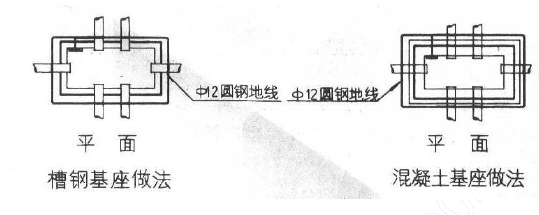 Φ12圆钢地线
Φ12圆钢地线
平 面
平 面
槽钢基座做法
混凝土基座做法